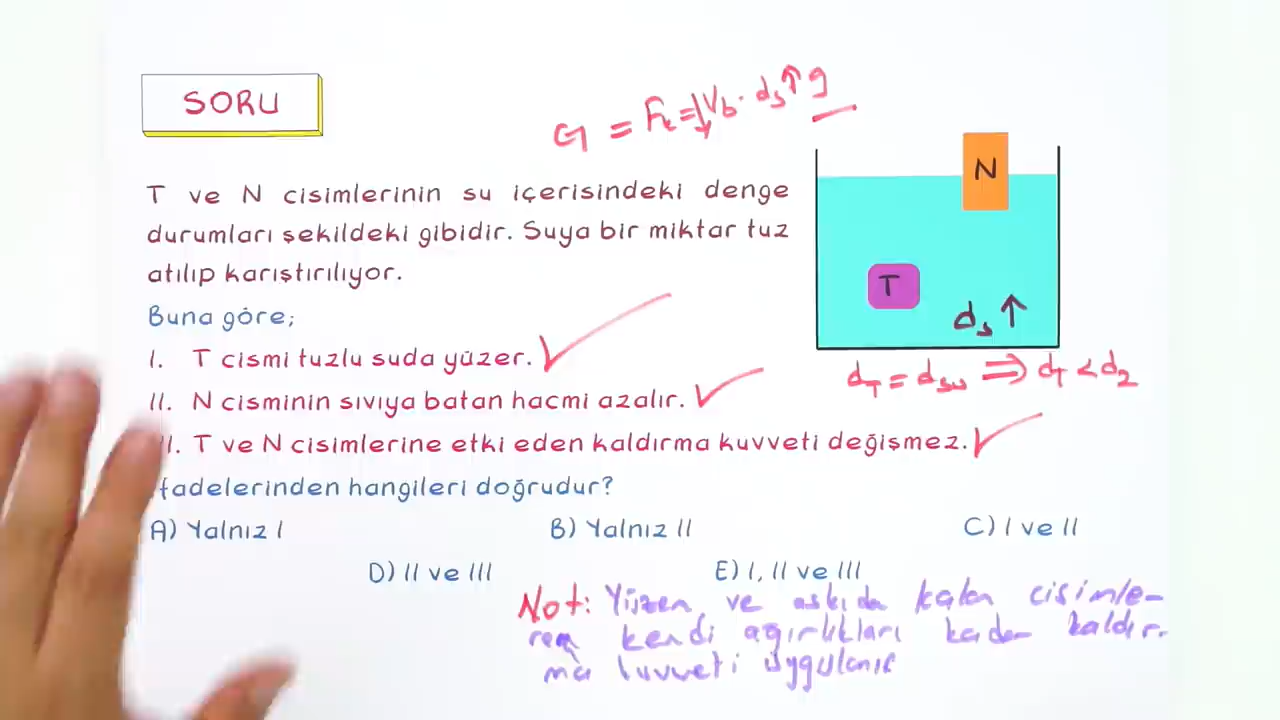 SORU
G = Fk = ↓Vb . ds↑ g
T ve N cisimlerinin su içerisindeki denge
durumları şekildeki gibidir. Suya bir miktar tuz
atılıp karıştırılıyor.
Buna göre;
I. T cismi tuzlu suda yüzer.
II. N cisminin sıvıya batan hacmi azalır.
II. T ve N cisimlerine etki eden kaldırma kuvveti değişmez.
fadelerinden hangileri doğrudur?
A) Yalnız I
B) Yalnız II
C) I ve II
D) II ve III
E) I, II ve III
N
T
ds ↑
dT = dsu ⇒ dT < d2
Not: Yüzen ve askıda kalan cisimle-
re kendi ağırlıkları kadar kaldır-
ma kuvveti uygulanır